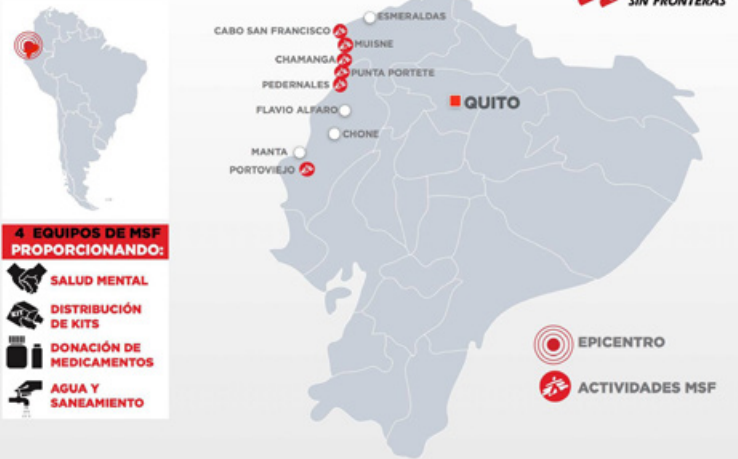 SIN FRONTERAS
ESMERALDAS
CABO SAN FRANCISCO
MUISNE
CHAMANGA
PUNTA PORTETE
PEDERNALES
QUITO
FLAVIO ALFARO
CHONE
MANTA
PORTOVIEJO
4 EQUIPOS DE MSF
PROPORCIONANDO:
SALUD MENTAL
KIT
DISTRIBUCIÓN
DE KITS
DONACIÓN DE
MEDICAMENTOS
AGUA Y
SANEAMIENTO
EPICENTRO
ACTIVIDADES MSF